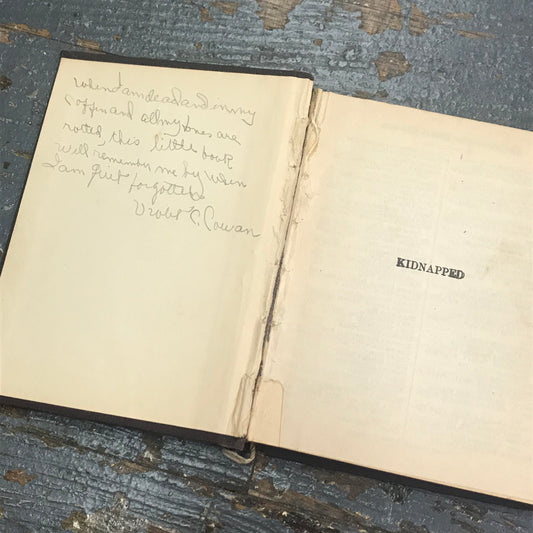 when I am dead and in my
coffin and all my bones are
rotted, this little book
will remember me by when
I am quit forgotten
Violet C. Cowan
KIDNAPPED